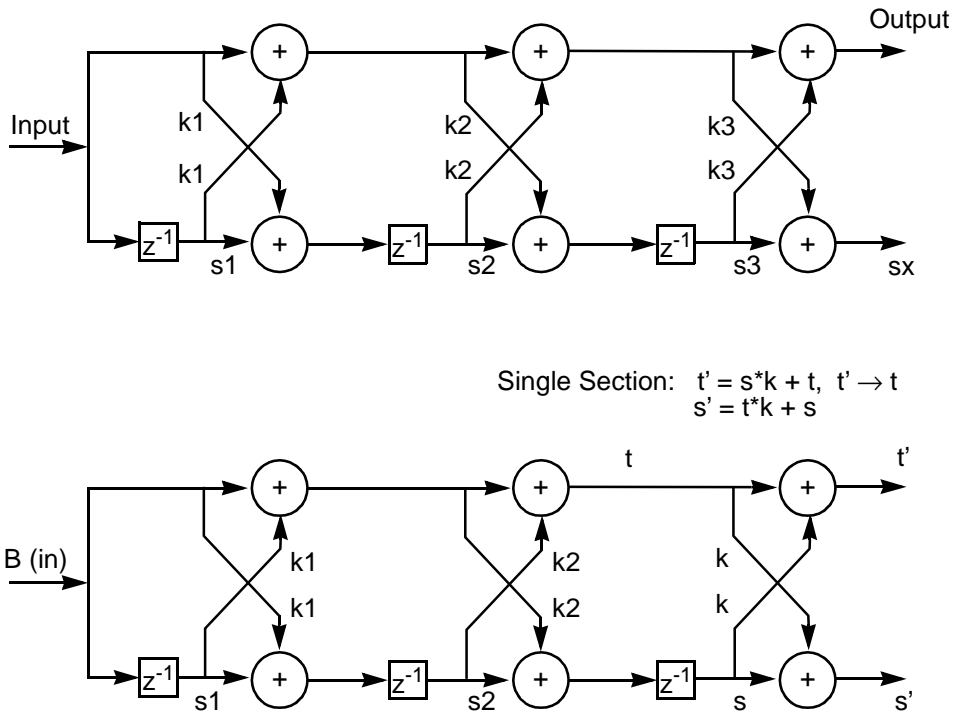 Output
+ + +
Input
k1 k2 k3
k1 k2 k3
z⁻¹ + z⁻¹ + z⁻¹ +
s1 s2 s3 sx
Single Section: t’ = s*k + t, t’ → t
s’ = t*k + s
t t’
+ + +
B (in)
k1 k2 k
k1 k2 k
z⁻¹ + z⁻¹ + z⁻¹ +
s1 s2 s s’